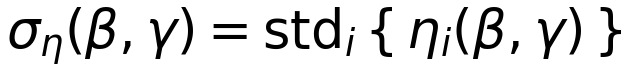 σ_η(β, γ) = std_i { η_i(β, γ) }